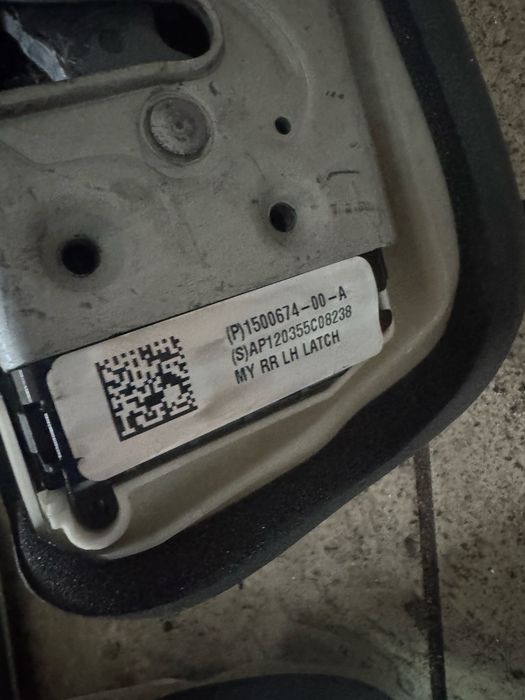 (P)1500674-00-A
(S)AP120355C08238
MY RR LH LATCH